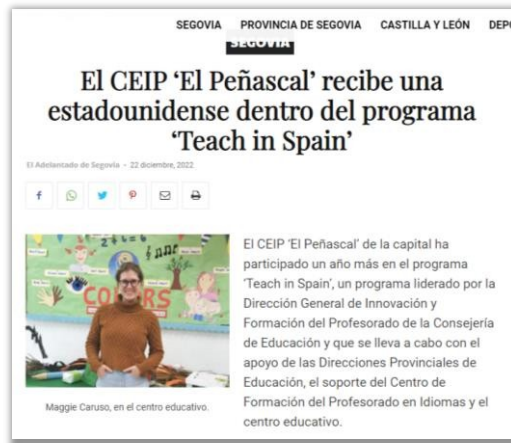 SEGOVIA PROVINCIA DE SEGOVIA CASTILLA Y LEÓN
SEGOVIA
El CEIP ‘El Peñascal’ recibe una
estadounidense dentro del programa
‘Teach in Spain’
El Adelantado de Segovia – 22 diciembre, 2022
El CEIP ‘El Peñascal’ de la capital ha
participado un año más en el programa
‘Teach in Spain’, un programa liderado por la
Dirección General de Innovación y
Formación del Profesorado de la Consejería
de Educación y que se lleva a cabo con el
apoyo de las Direcciones Provinciales de
Educación, el soporte del Centro de
Formación del Profesorado en Idiomas y el
centro educativo.
2+6=6
COLORS
Maggie Caruso, en el centro educativo.